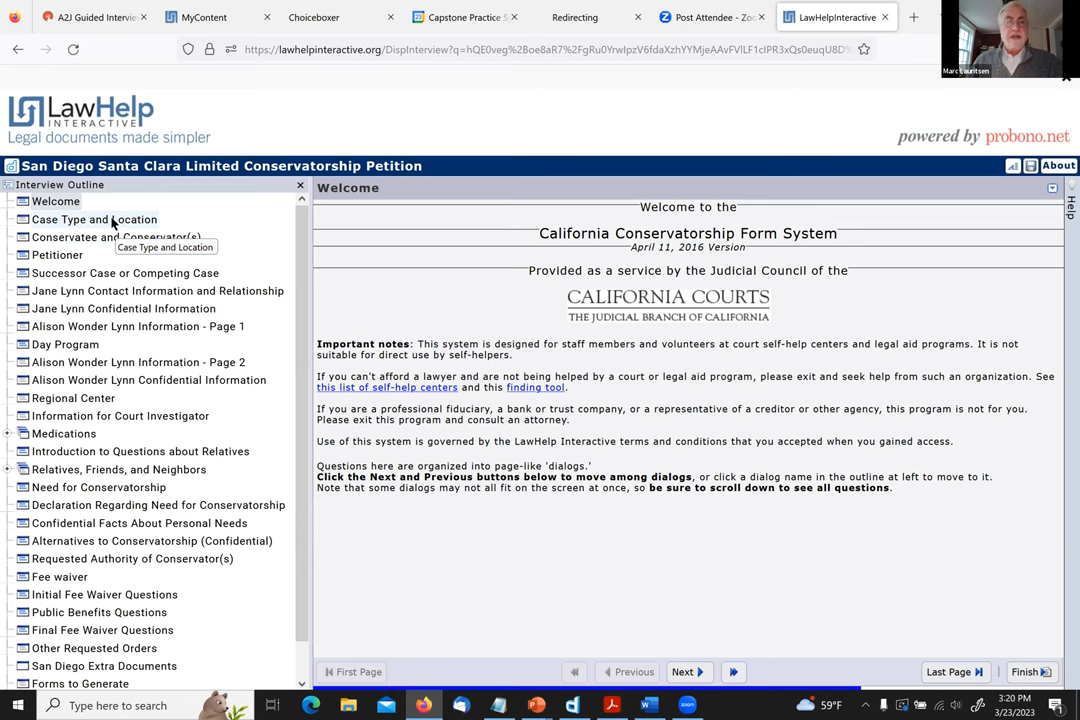 A2J Guided Interview
MyContent
Choiceboxer
Capstone Practice S
Redirecting
Post Attendee - Zoo
LawHelpInteractive
Marc Lauritsen
LawHelp
INTERACTIVE
Legal documents made simpler
powered by probono.net
San Diego Santa Clara Limited Conservatorship Petition
About
Interview Outline
Welcome
Case Type and Location
Conservatee and Conservator(s)
Case Type and Location
Petitioner
Successor Case or Competing Case
Jane Lynn Contact Information and Relationship
Jane Lynn Confidential Information
Alison Wonder Lynn Information - Page 1
Day Program
Alison Wonder Lynn Information - Page 2
Alison Wonder Lynn Confidential Information
Regional Center
Information for Court Investigator
Medications
Introduction to Questions about Relatives
Relatives, Friends, and Neighbors
Need for Conservatorship
Declaration Regarding Need for Conservatorship
Confidential Facts About Personal Needs
Alternatives to Conservatorship (Confidential)
Requested Authority of Conservator(s)
Fee waiver
Initial Fee Waiver Questions
Public Benefits Questions
Final Fee Waiver Questions
Other Requested Orders
San Diego Extra Documents
Forms to Generate
Welcome
Help
Welcome to the
California Conservatorship Form System
April 11, 2016 Version
Provided as a service by the Judicial Council of the
CALIFORNIA COURTS
THE JUDICIAL BRANCH OF CALIFORNIA
Important notes: This system is designed for staff members and volunteers at court self-help centers and legal aid programs. It is not
suitable for direct use by self-helpers.
If you can't afford a lawyer and are not being helped by a court or legal aid program, please exit and seek help from such an organization. See
this list of self-help centers and this finding tool.
If you are a professional fiduciary, a bank or trust company, or a representative of a creditor or other agency, this program is not for you.
Please exit this program and consult an attorney.
Use of this system is governed by the LawHelp Interactive terms and conditions that you accepted when you gained access.
Questions here are organized into page-like 'dialogs.'
Click the Next and Previous buttons below to move among dialogs, or click a dialog name in the outline at left to move to it.
Note that some dialogs may not all fit on the screen at once, so be sure to scroll down to see all questions.
First Page
Previous
Next
Last Page
Finish
Type here to search
59°F
3:20 PM
3/23/2023